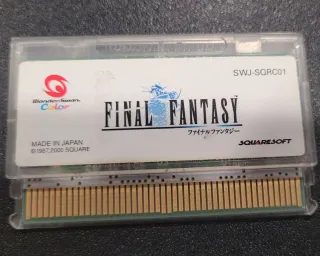 SWJ-SQRC01
WonderSwan
Color
FINAL FANTASY
ファイナルファンタジー
MADE IN JAPAN
©1987,2000 SQUARE
SQUARESOFT